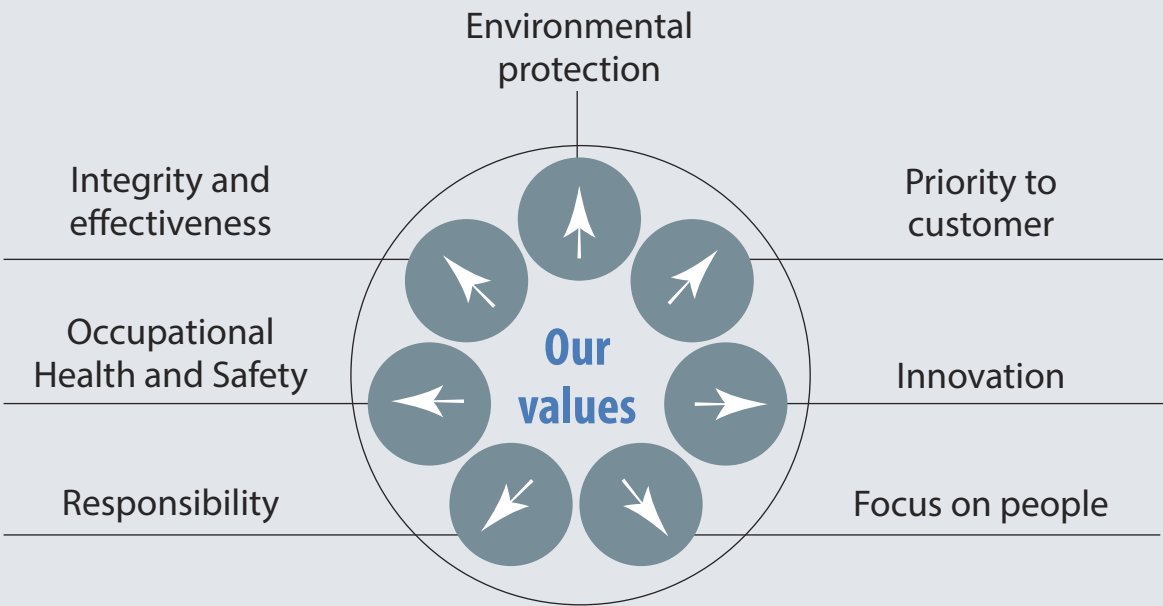 Environmental
protection
Integrity and
effectiveness
Priority to
customer
Occupational
Health and Safety
Our
values
Innovation
Responsibility
Focus on people